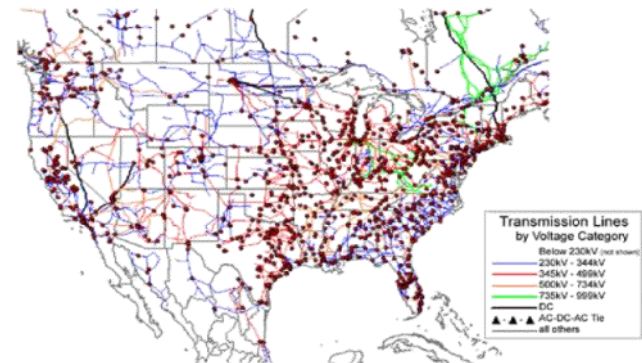 Transmission Lines
by Voltage Category
Below 230kV (not shown)
230kV - 344kV
345kV - 499kV
500kV - 734kV
735kV - 999kV
DC
AC-DC-AC Tie
all others